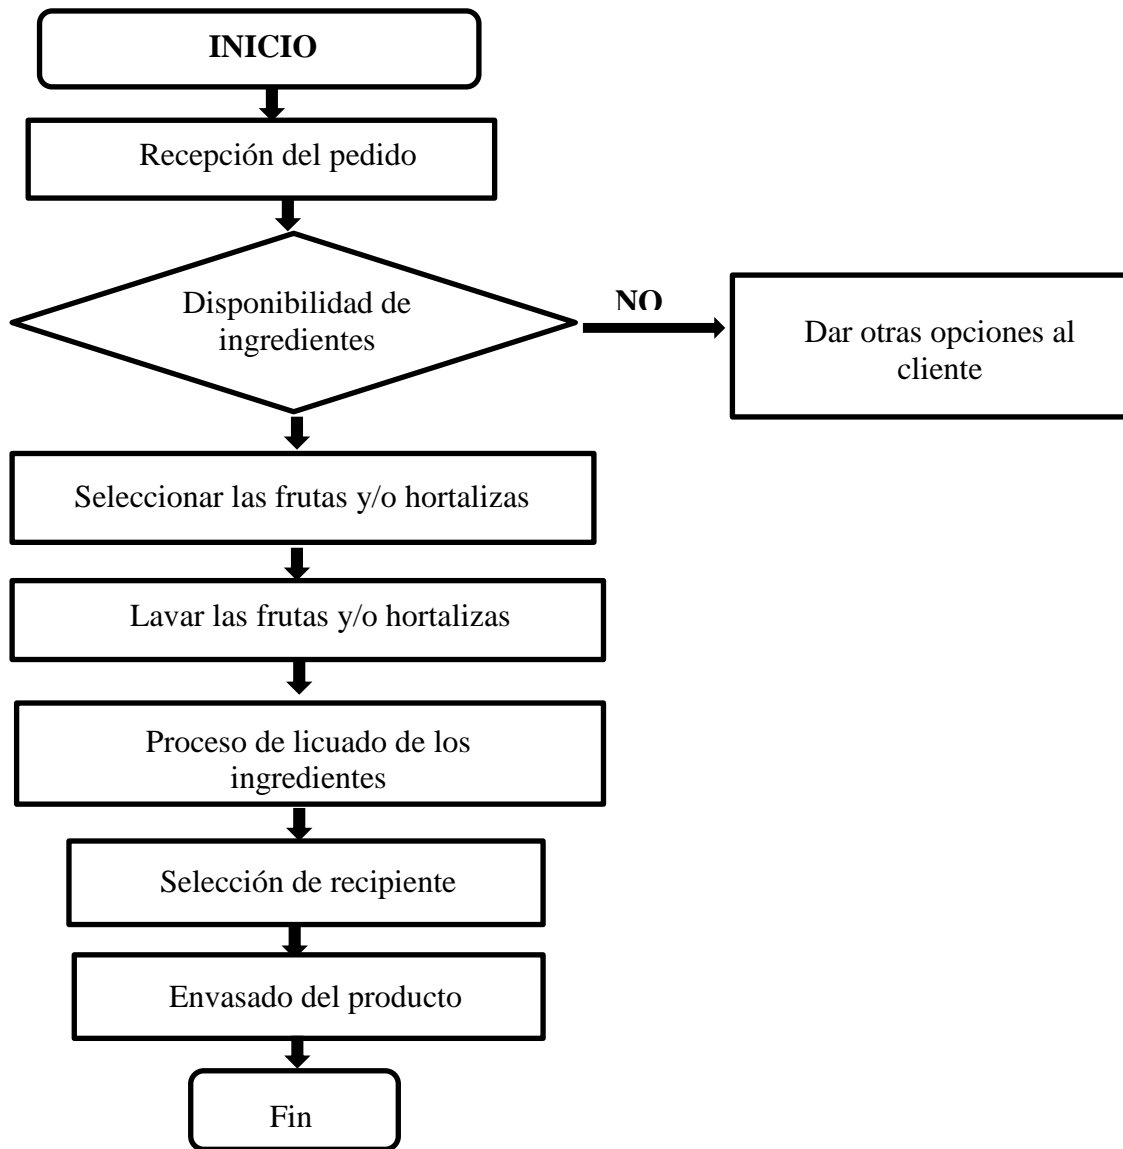 INICIO
Recepción del pedido
Disponibilidad de
ingredientes
NO
Dar otras opciones al
cliente
Seleccionar las frutas y/o hortalizas
Lavar las frutas y/o hortalizas
Proceso de licuado de los
ingredientes
Selección de recipiente
Envasado del producto
Fin